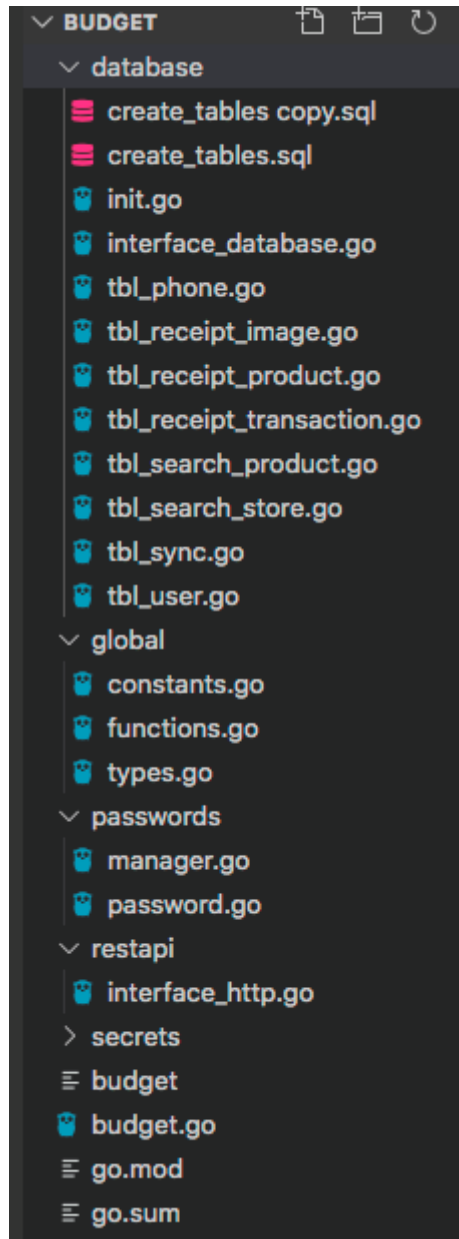 BUDGET
database
create_tables copy.sql
create_tables.sql
init.go
interface_database.go
tbl_phone.go
tbl_receipt_image.go
tbl_receipt_product.go
tbl_receipt_transaction.go
tbl_search_product.go
tbl_search_store.go
tbl_sync.go
tbl_user.go
global
constants.go
functions.go
types.go
passwords
manager.go
password.go
restapi
interface_http.go
secrets
budget
budget.go
go.mod
go.sum